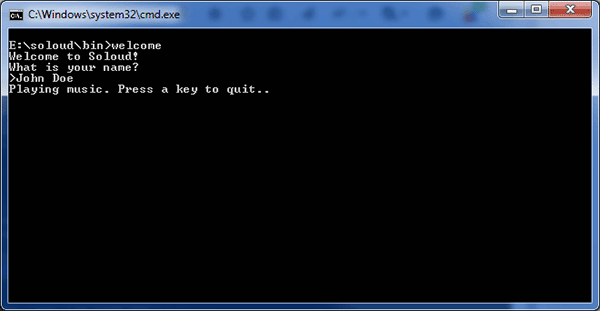 C:\Windows\system32\cmd.exe
E:\soloud\bin>welcome
Welcome to Soloud!
What is your name?
>John Doe
Playing music. Press a key to quit..